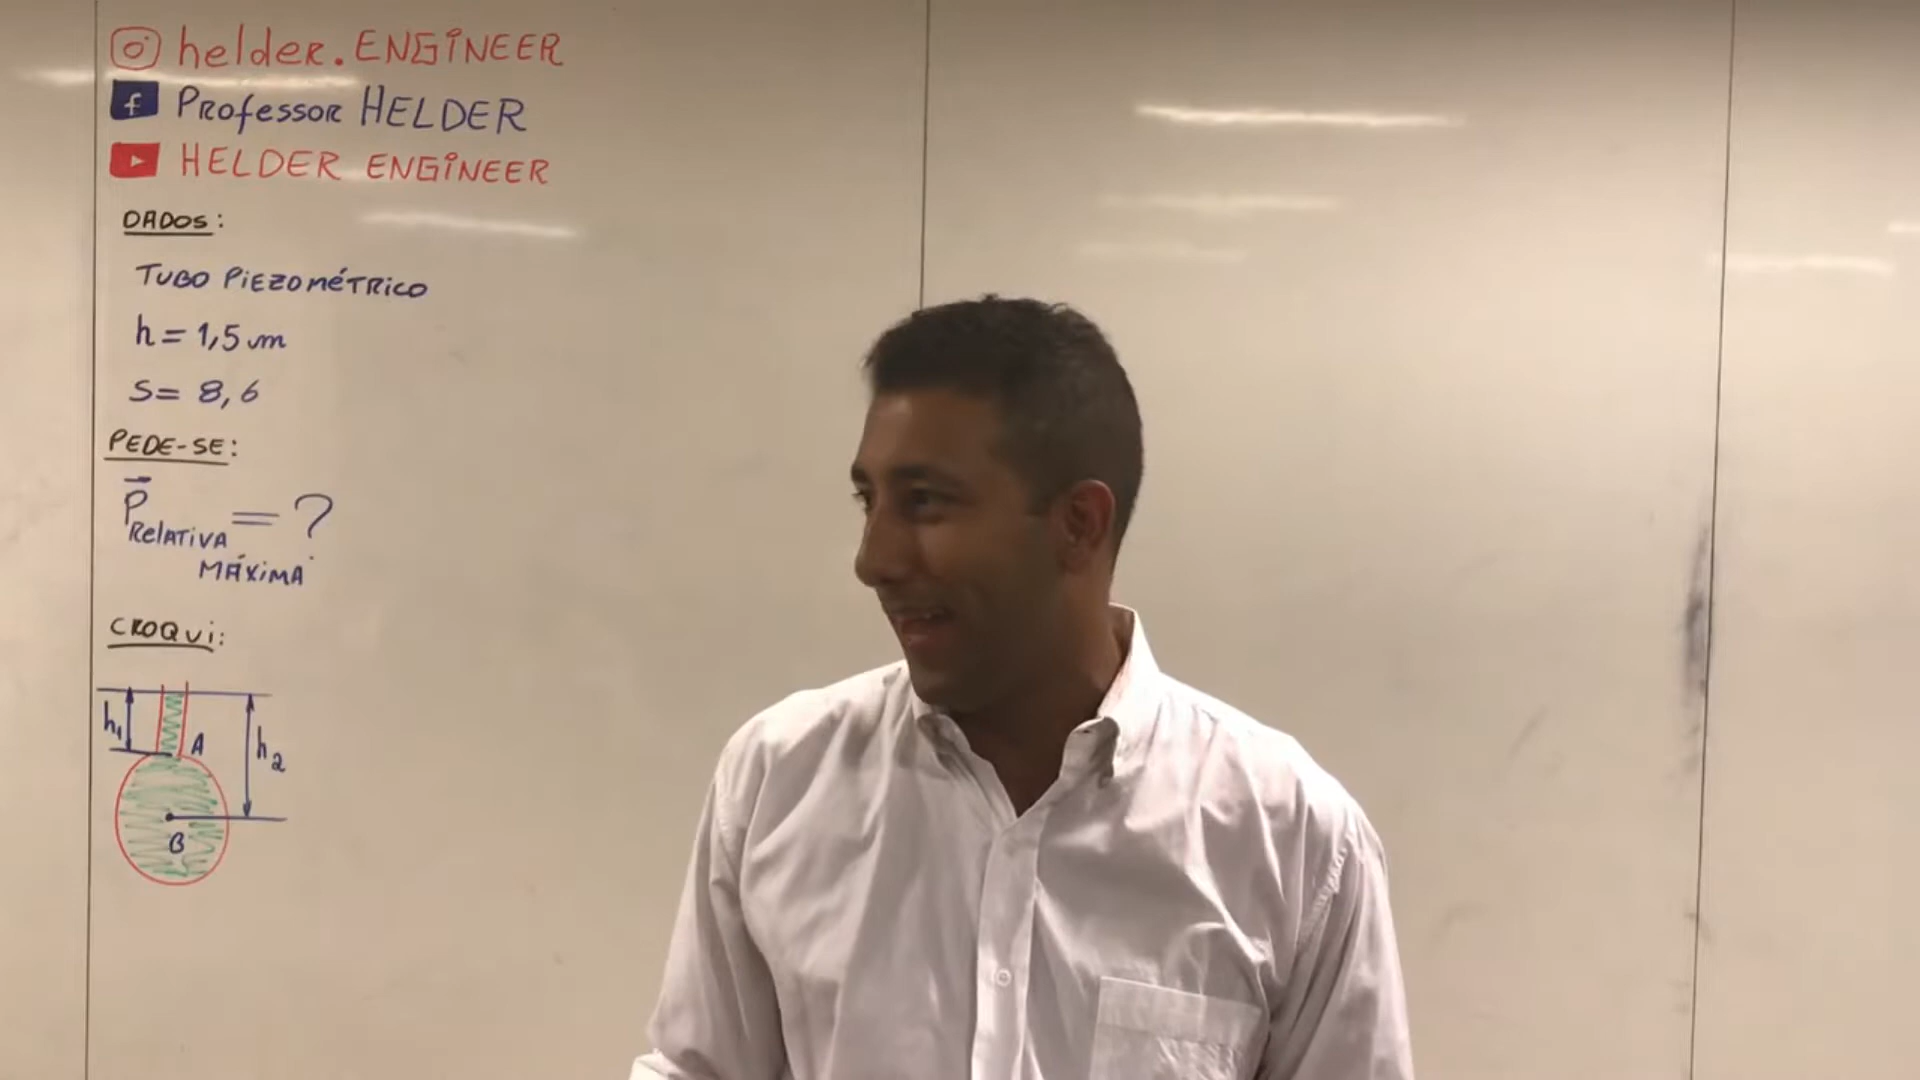 helder.ENGINEER
f Professor HELDER
HELDER ENGINEER
DADOS:
TUBO PIEZOMÉTRICO
h = 1,5 m
S = 8,6
PEDE-SE:
P RELATIVA MÁXIMA = ?
CROQUI:
h1
A
h2
B